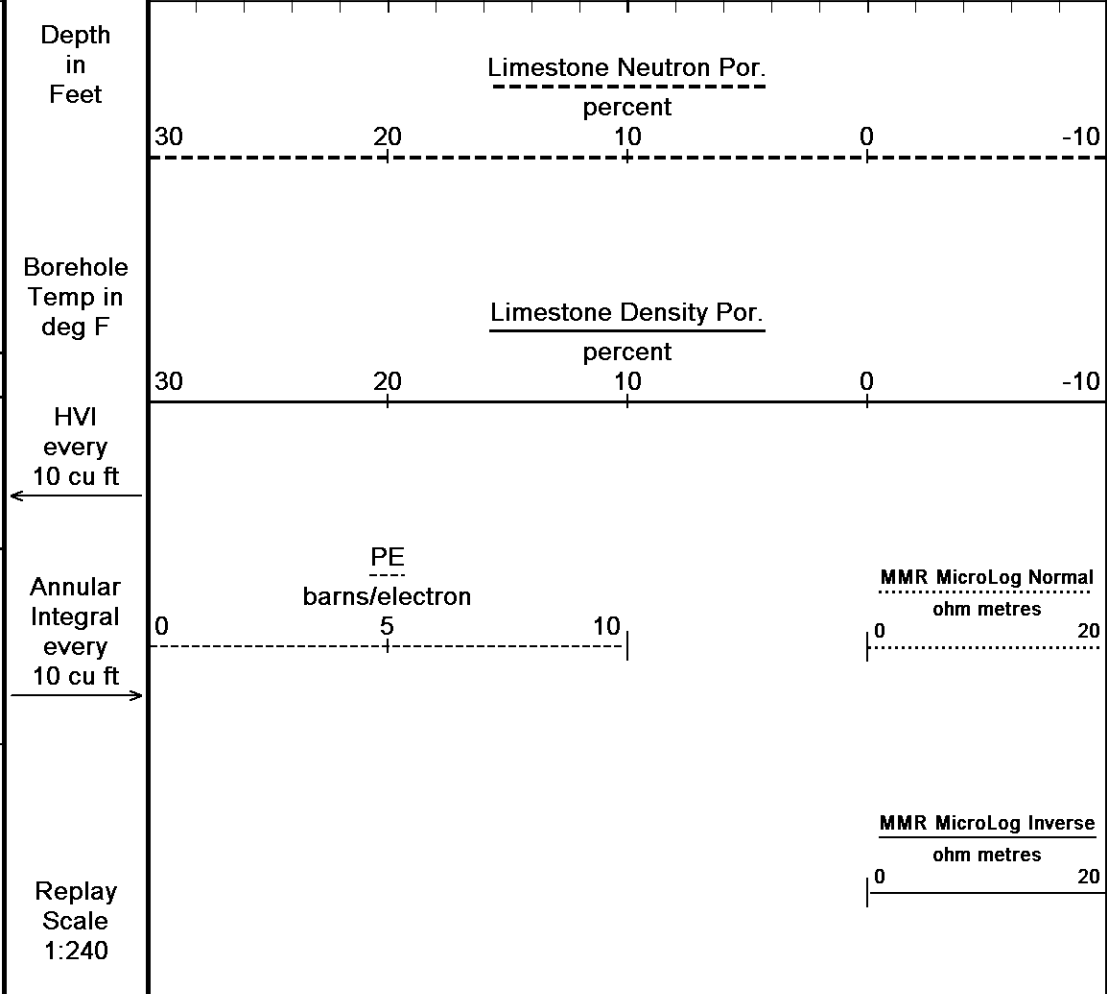 Depth
in
Feet
Limestone Neutron Por.
percent
30 20 10 0 -10
Borehole
Temp in
deg F
Limestone Density Por.
percent
30 20 10 0 -10
HVI
every
10 cu ft
Annular
Integral
every
10 cu ft
PE
barns/electron
0 5 10
MMR MicroLog Normal
ohm metres
0 20
MMR MicroLog Inverse
ohm metres
0 20
Replay
Scale
1:240